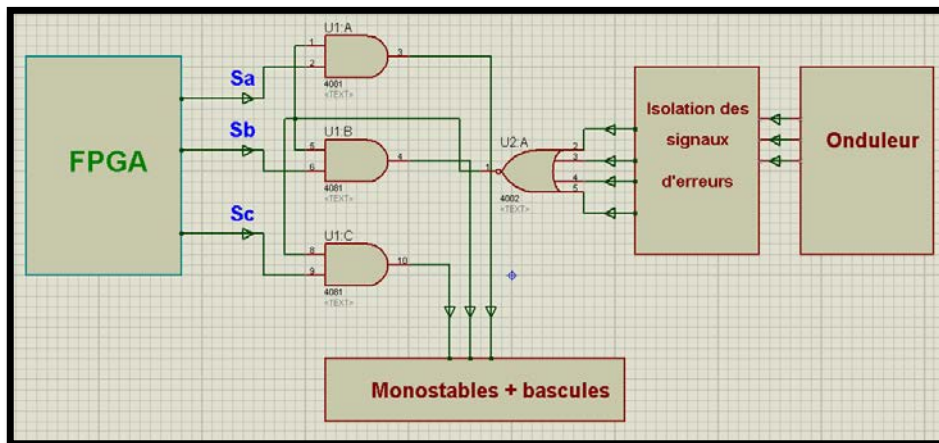 U1:A
1
2
3
4001
<TEXT>
Sa
FPGA
Sb
U1:B
5
6
4
4081
<TEXT>
Sc
U1:C
8
9
10
4081
<TEXT>
U2:A
1
2
3
4
5
4002
<TEXT>
Isolation des
signaux
d'erreurs
Onduleur
Monostables + bascules